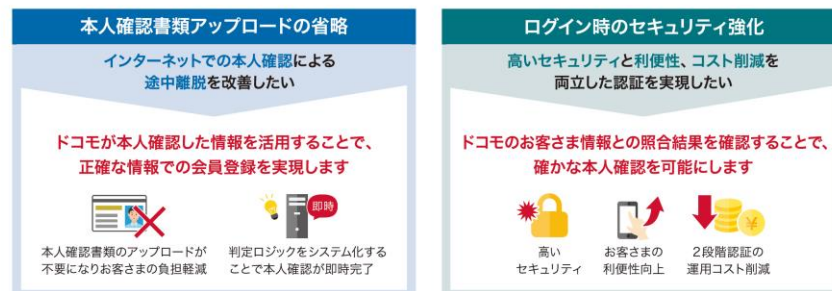 本人確認書類アップロードの省略
インターネットでの本人確認による
途中離脱を改善したい
ドコモが本人確認した情報を活用することで、
正確な情報での会員登録を実現します
即時
本人確認書類のアップロードが
不要になりお客さまの負担軽減
判定ロジックをシステム化する
ことで本人確認が即時完了
ログイン時のセキュリティ強化
高いセキュリティと利便性、コスト削減を
両立した認証を実現したい
ドコモのお客さま情報との照合結果を確認することで、
確かな本人確認を可能にします
¥
高い
セキュリティ
お客さまの
利便性向上
2段階認証の
運用コスト削減